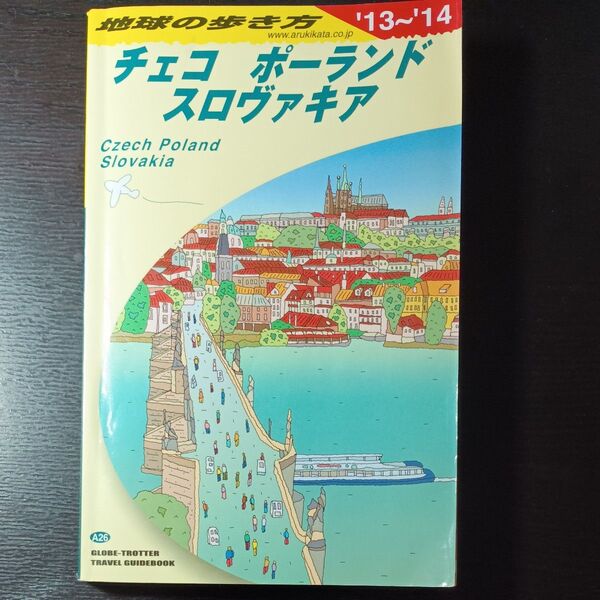 地球の歩き方
www.arukikata.co.jp
'13~'14
チェコ ポーランド
スロヴァキア
Czech Poland
Slovakia
A26
GLOBE-TROTTER
TRAVEL GUIDEBOOK